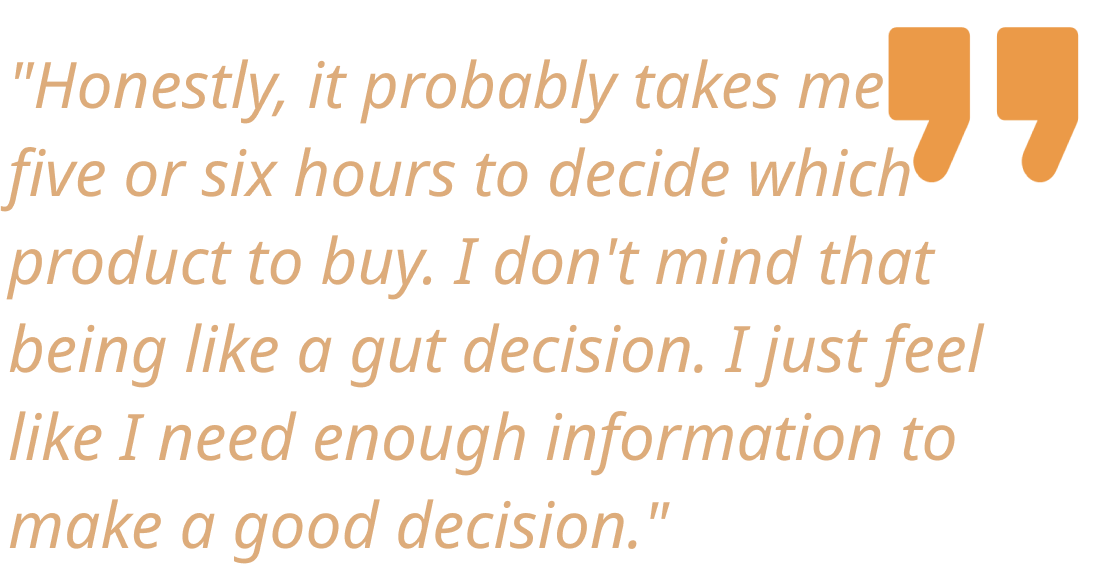 "Honestly, it probably takes me
five or six hours to decide which
product to buy. I don't mind that
being like a gut decision. I just feel
like I need enough information to
make a good decision."